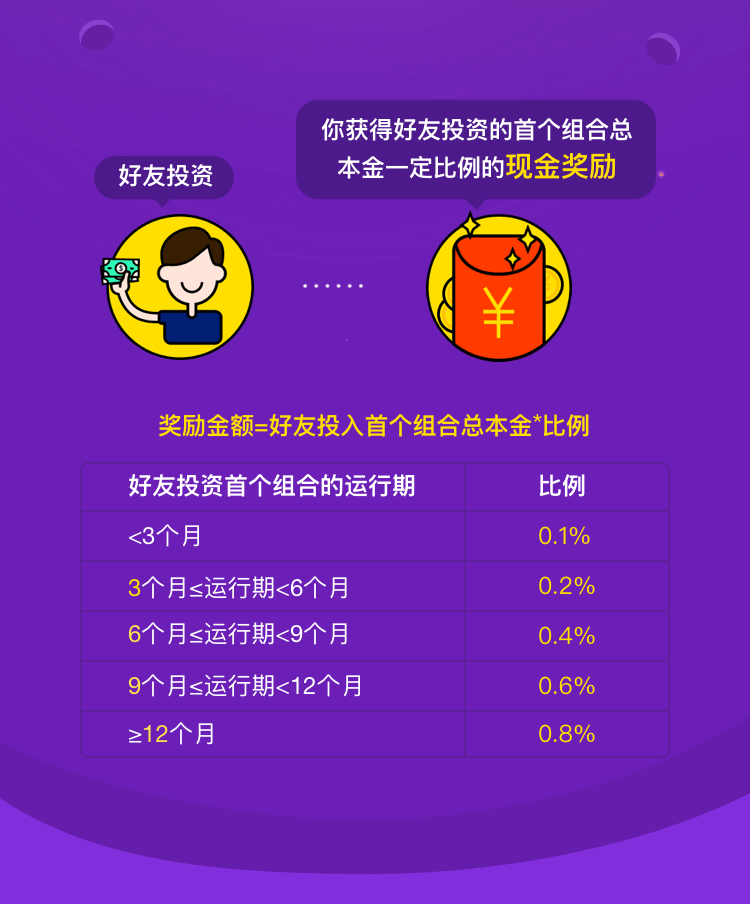 你获得好友投资的首个组合总
本金一定比例的现金奖励
好友投资
$
¥
奖励金额=好友投入首个组合总本金*比例
好友投资首个组合的运行期 比例
<3个月 0.1%
3个月≤运行期<6个月 0.2%
6个月≤运行期<9个月 0.4%
9个月≤运行期<12个月 0.6%
≥12个月 0.8%